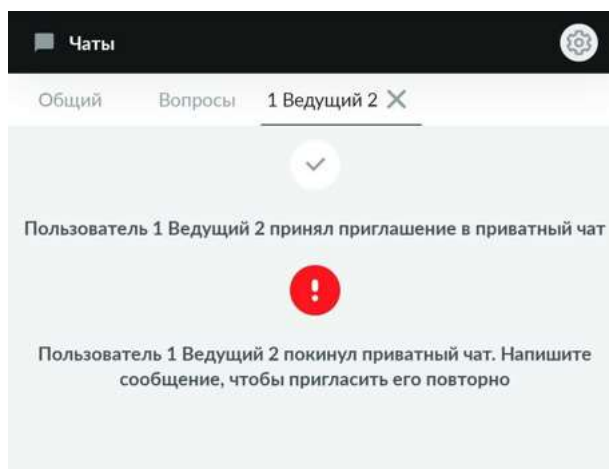 Чаты
Общий Вопросы 1 Ведущий 2
Пользователь 1 Ведущий 2 принял приглашение в приватный чат
Пользователь 1 Ведущий 2 покинул приватный чат. Напишите
сообщение, чтобы пригласить его повторно